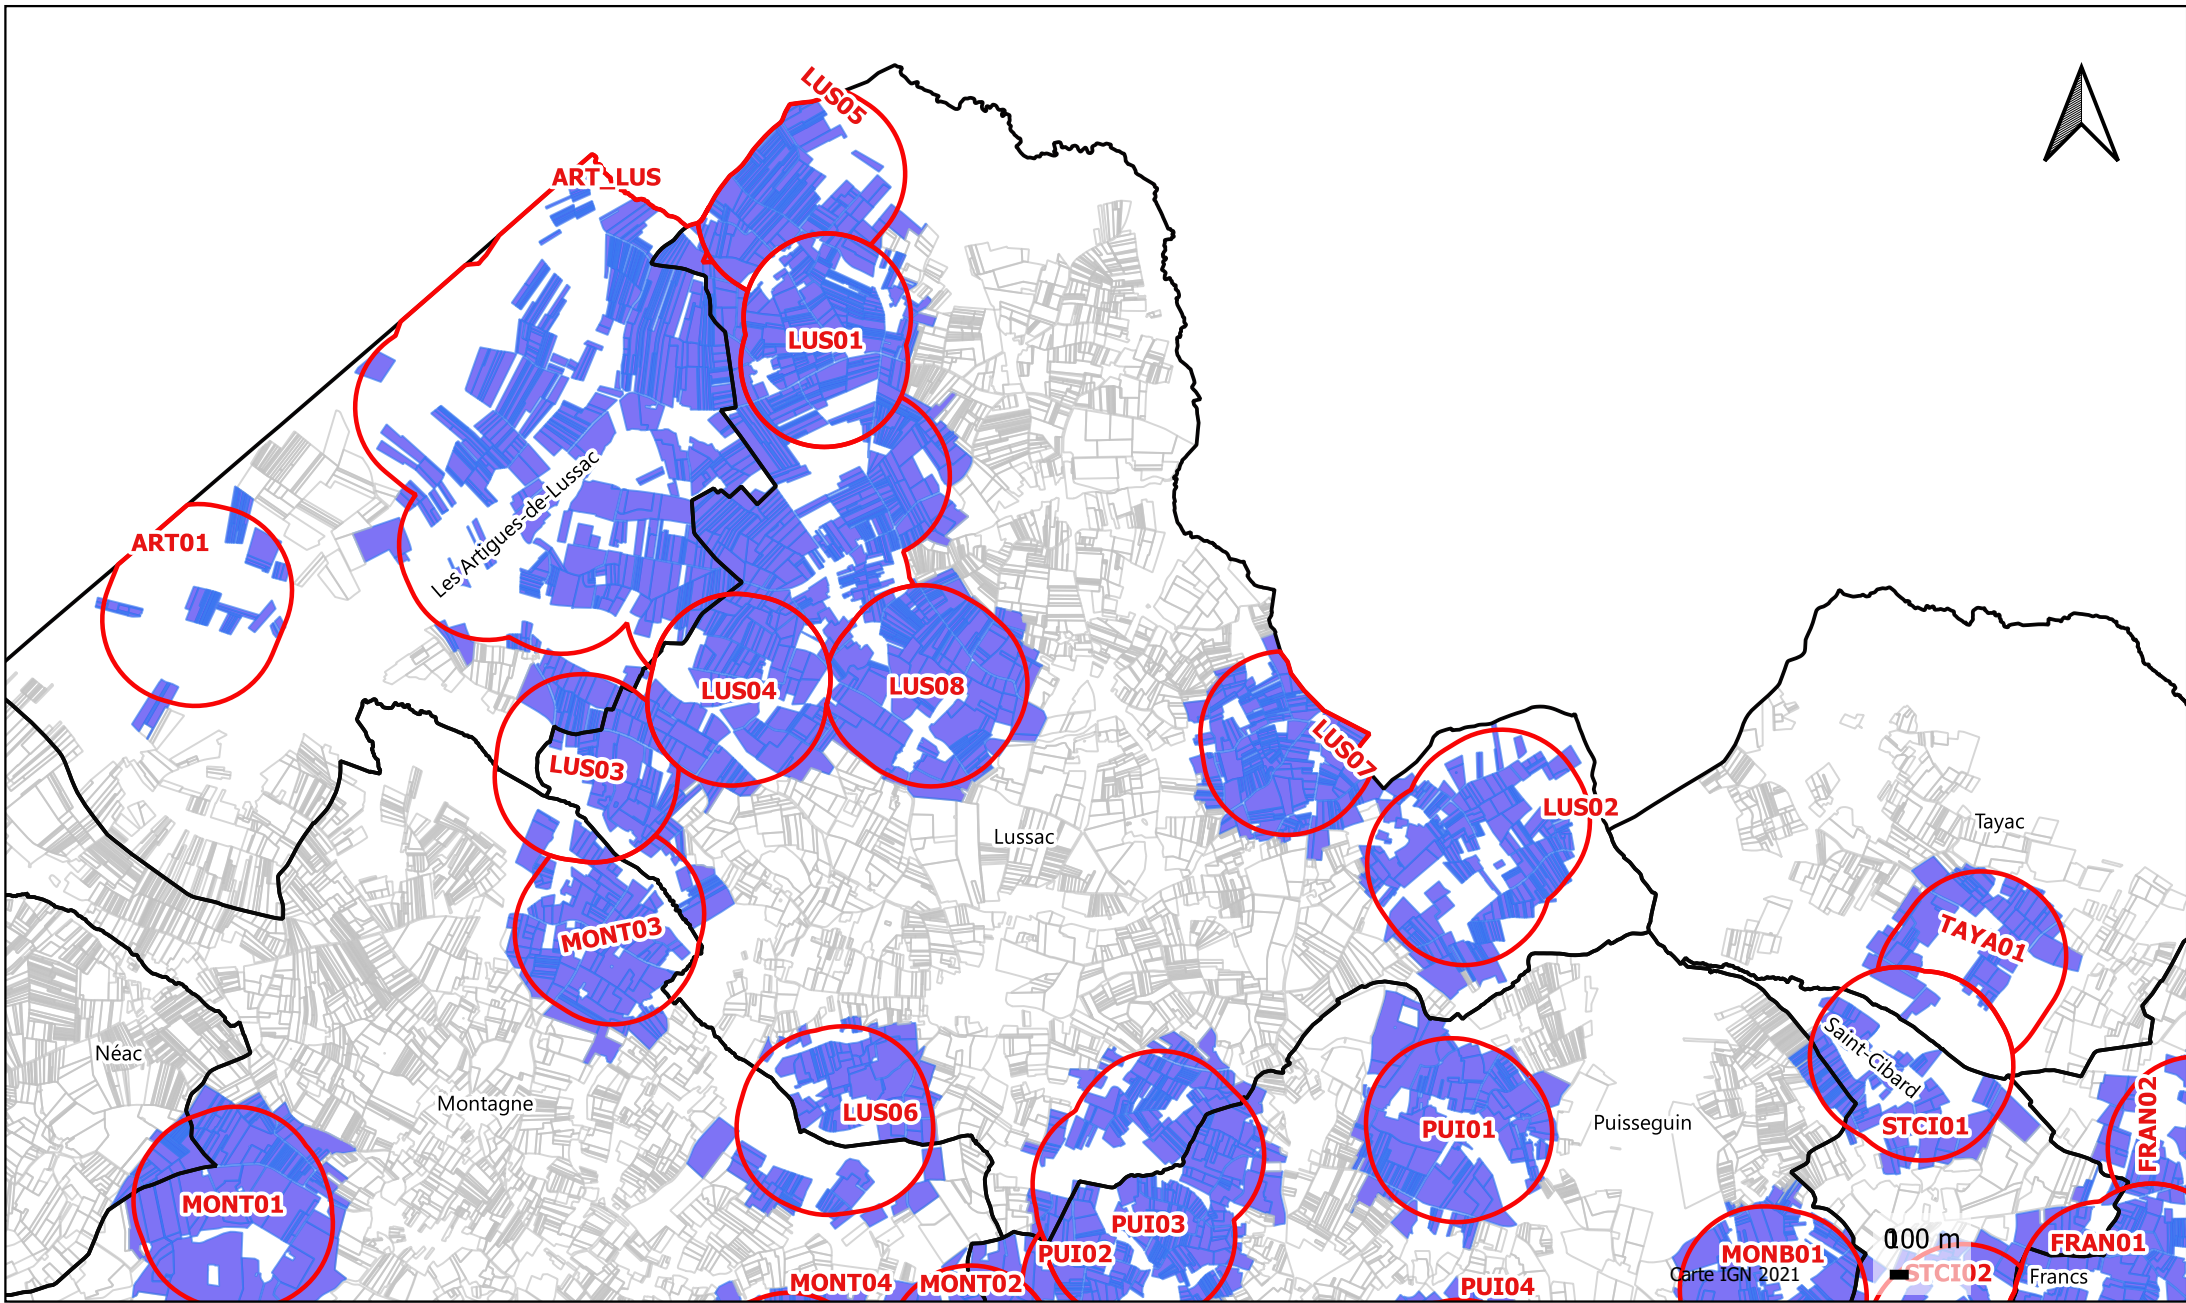 LUS05
ART_LUS
LUS01
Les Artigues-de-Lussac
ART01
LUS04
LUS08
LUS03
LUS07
LUS02
Lussac
Tayac
MONT03
TAYA01
Saint-Cibard
Néac
Montagne
LUS06
PUI01
Puisseguin
STCI01
FRAN02
MONT01
PUI03
PUI02
MONB01
100 m
FRAN01
MONT04
MONT02
PUI04
Carte IGN 2021
STCI02
Francs